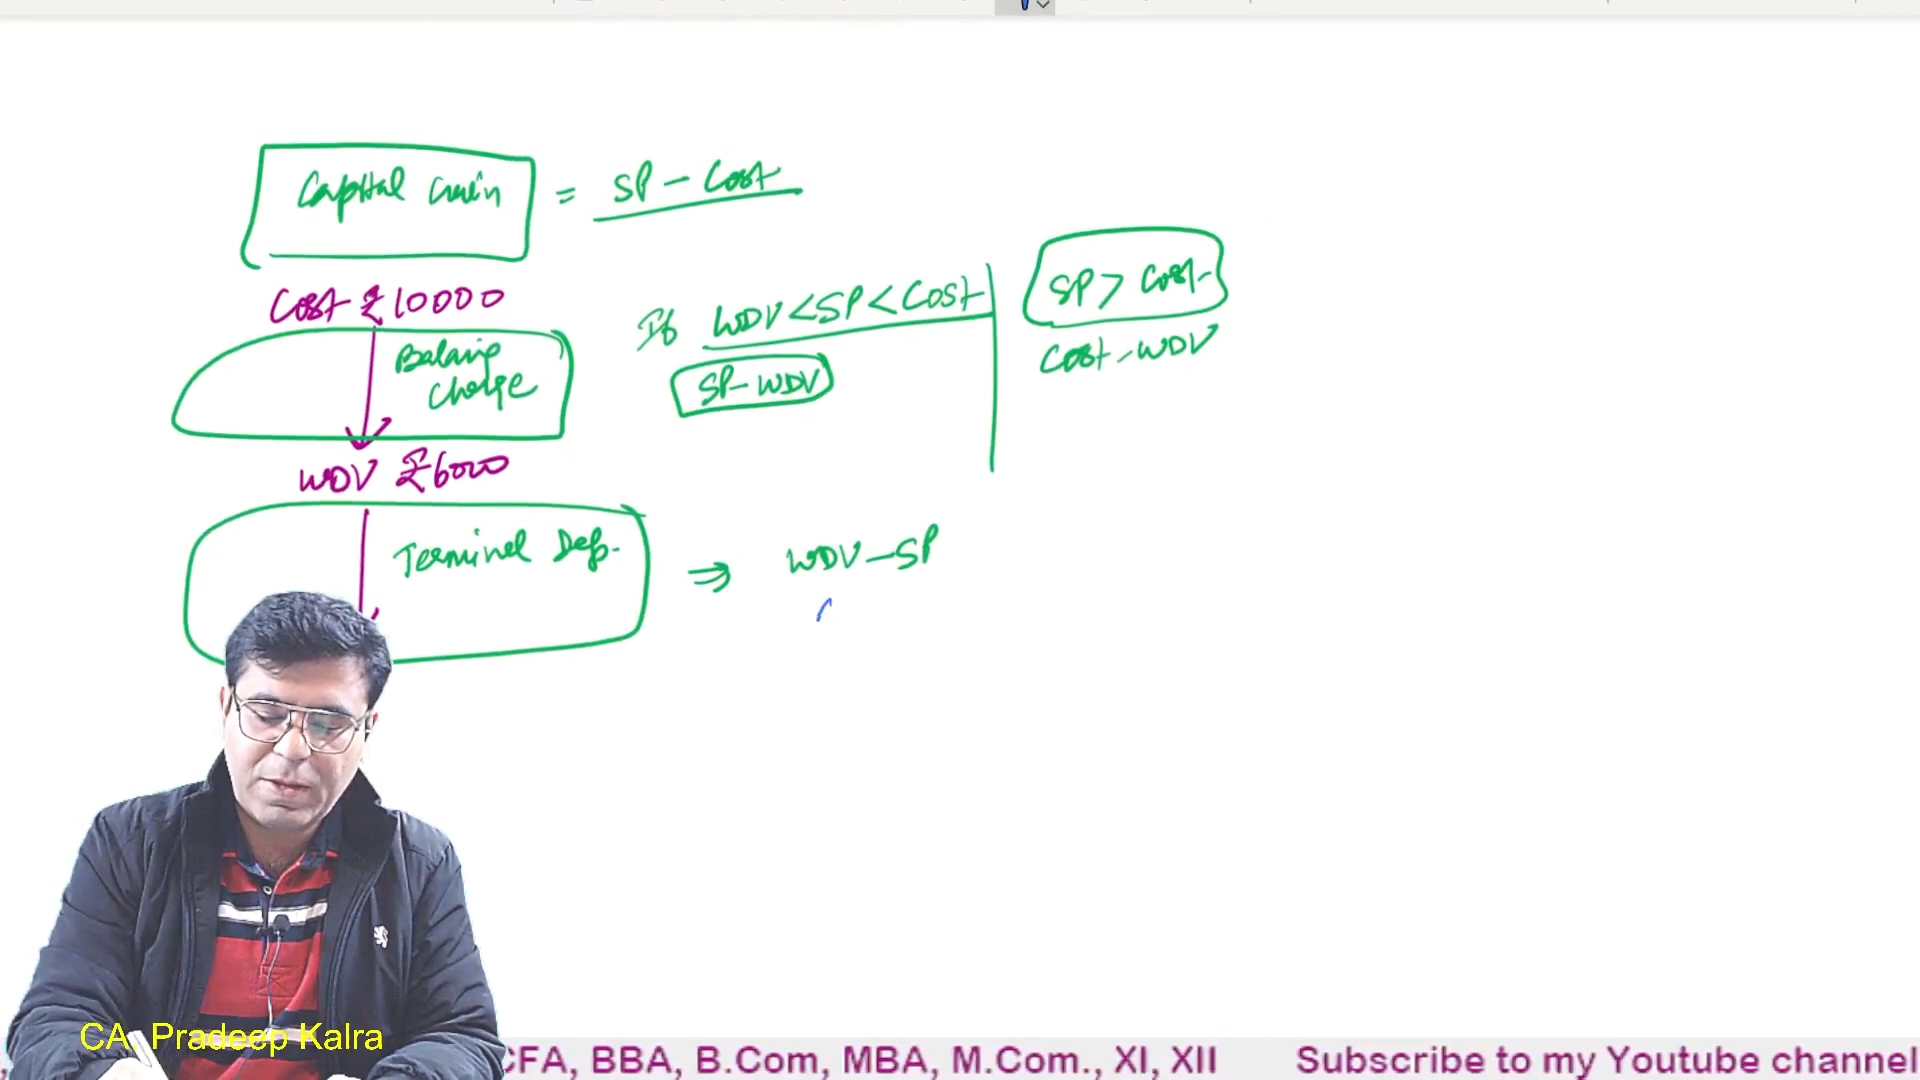 Capital Gain = SP - Cost
Cost ₹10000
Balaing
Charge
If WDV < SP < Cost
SP - WDV
SP > Cost
Cost - WDV
WDV ₹6000
Terminal Dep. ⇒ WDV - SP
CA. Pradeep Kalra
CFA, BBA, B.Com, MBA, M.Com., XI, XII Subscribe to my Youtube channel